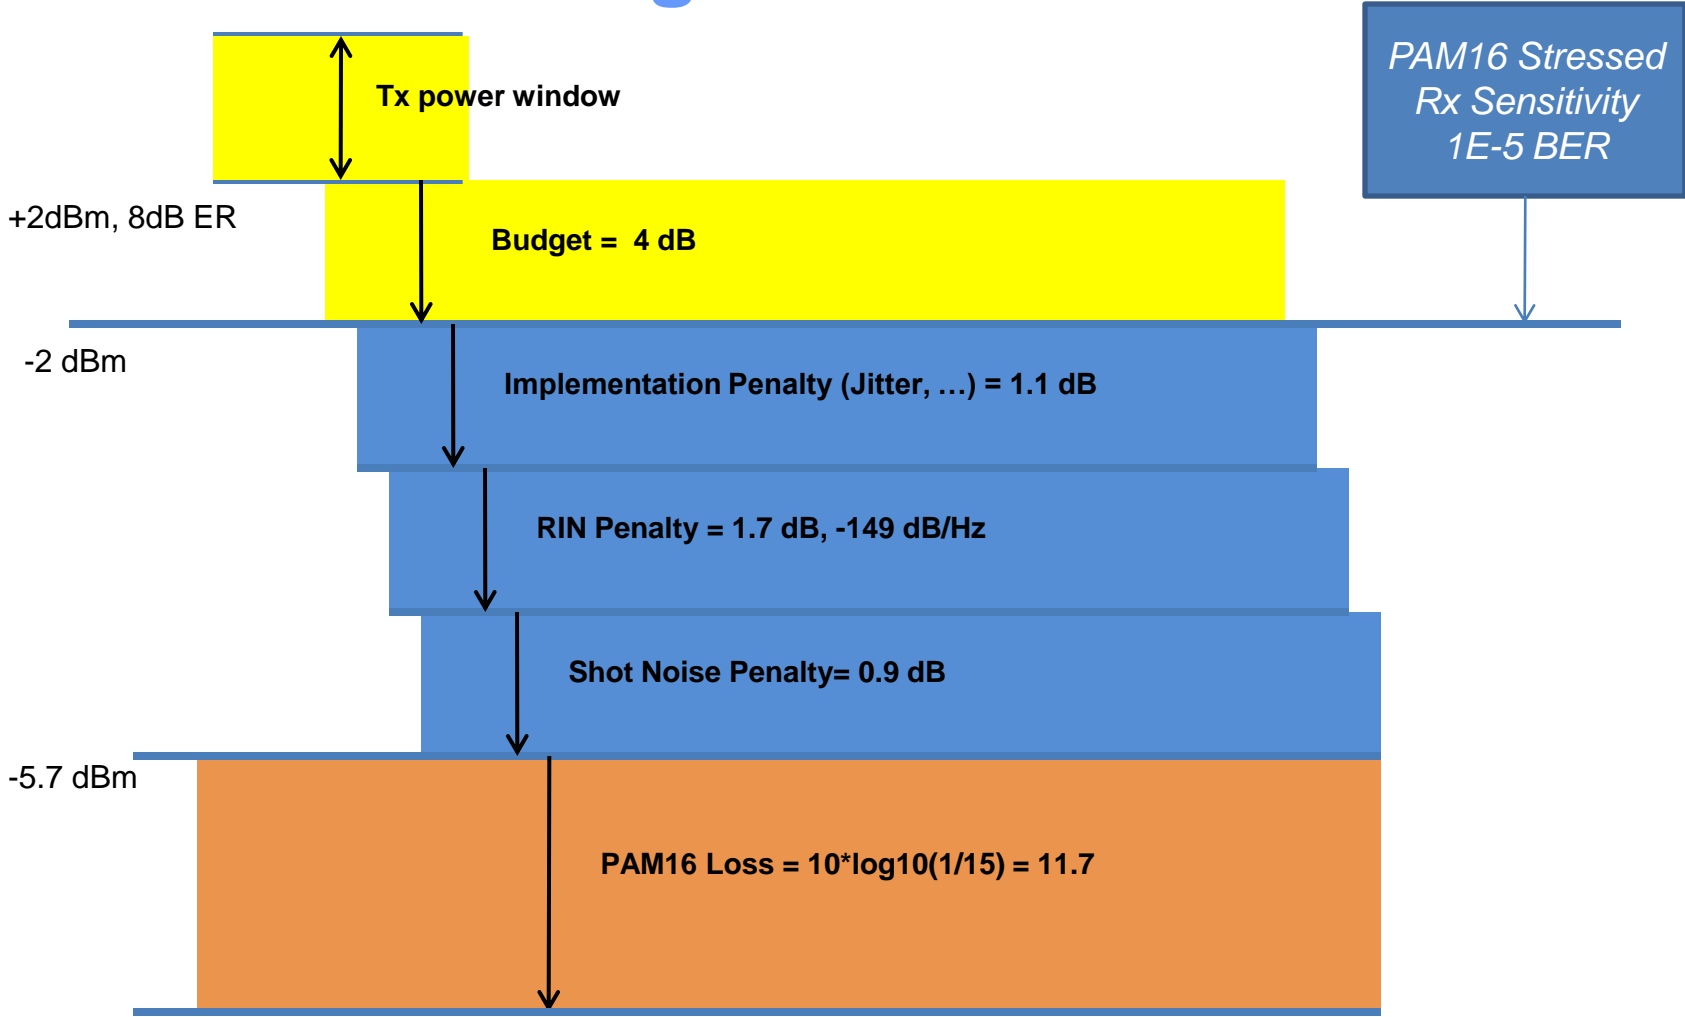 PAM16 Stressed
Rx Sensitivity
1E-5 BER
Tx power window
+2dBm, 8dB ER
Budget = 4 dB
-2 dBm
Implementation Penalty (Jitter, …) = 1.1 dB
RIN Penalty = 1.7 dB, -149 dB/Hz
Shot Noise Penalty= 0.9 dB
-5.7 dBm
PAM16 Loss = 10*log10(1/15) = 11.7